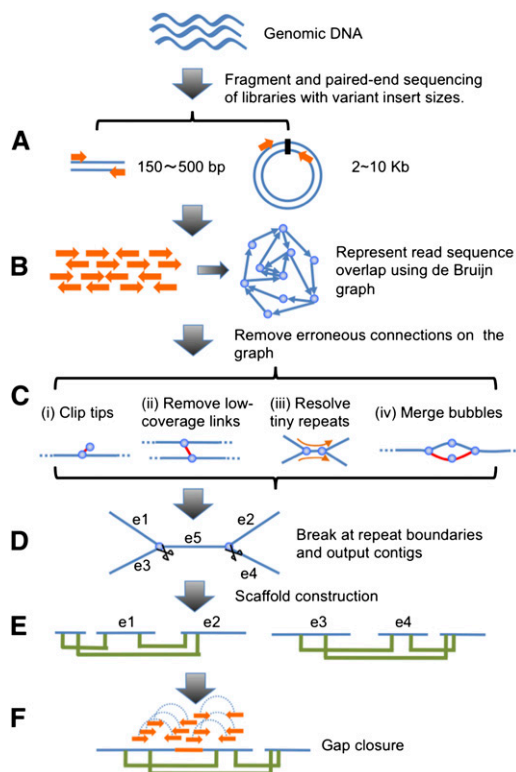 Genomic DNA
Fragment and paired-end sequencing
of libraries with variant insert sizes.
A
150～500 bp
2~10 Kb
B
Represent read sequence
overlap using de Bruijn
graph
Remove erroneous connections on the
graph
C
(i) Clip tips
(ii) Remove low-
coverage links
(iii) Resolve
tiny repeats
(iv) Merge bubbles
D
e1
e2
e5
e3
e4
Break at repeat boundaries
and output contigs
Scaffold construction
E
e1
e2
e3
e4
F
Gap closure